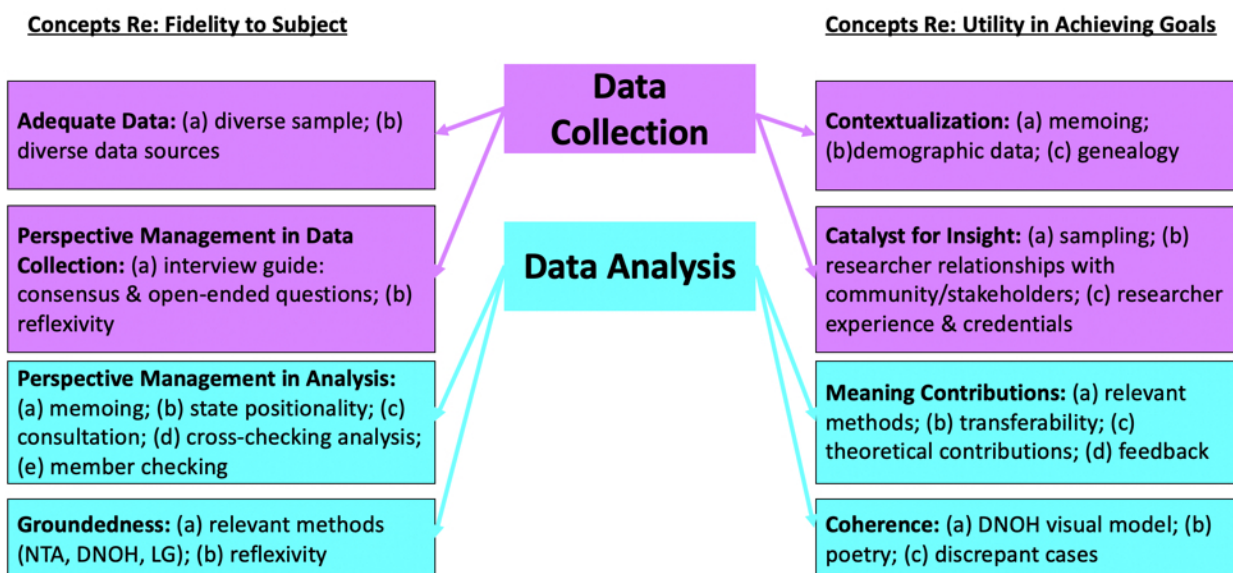 Concepts Re: Fidelity to Subject
Concepts Re: Utility in Achieving Goals
Data
Collection
Adequate Data: (a) diverse sample; (b)
diverse data sources
Contextualization: (a) memoing;
(b)demographic data; (c) genealogy
Perspective Management in Data
Collection: (a) interview guide:
consensus & open-ended questions; (b)
reflexivity
Data Analysis
Catalyst for Insight: (a) sampling; (b)
researcher relationships with
community/stakeholders; (c) researcher
experience & credentials
Perspective Management in Analysis:
(a) memoing; (b) state positionality; (c)
consultation; (d) cross-checking analysis;
(e) member checking
Meaning Contributions: (a) relevant
methods; (b) transferability; (c)
theoretical contributions; (d) feedback
Groundedness: (a) relevant methods
(NTA, DNOH, LG); (b) reflexivity
Coherence: (a) DNOH visual model; (b)
poetry; (c) discrepant cases